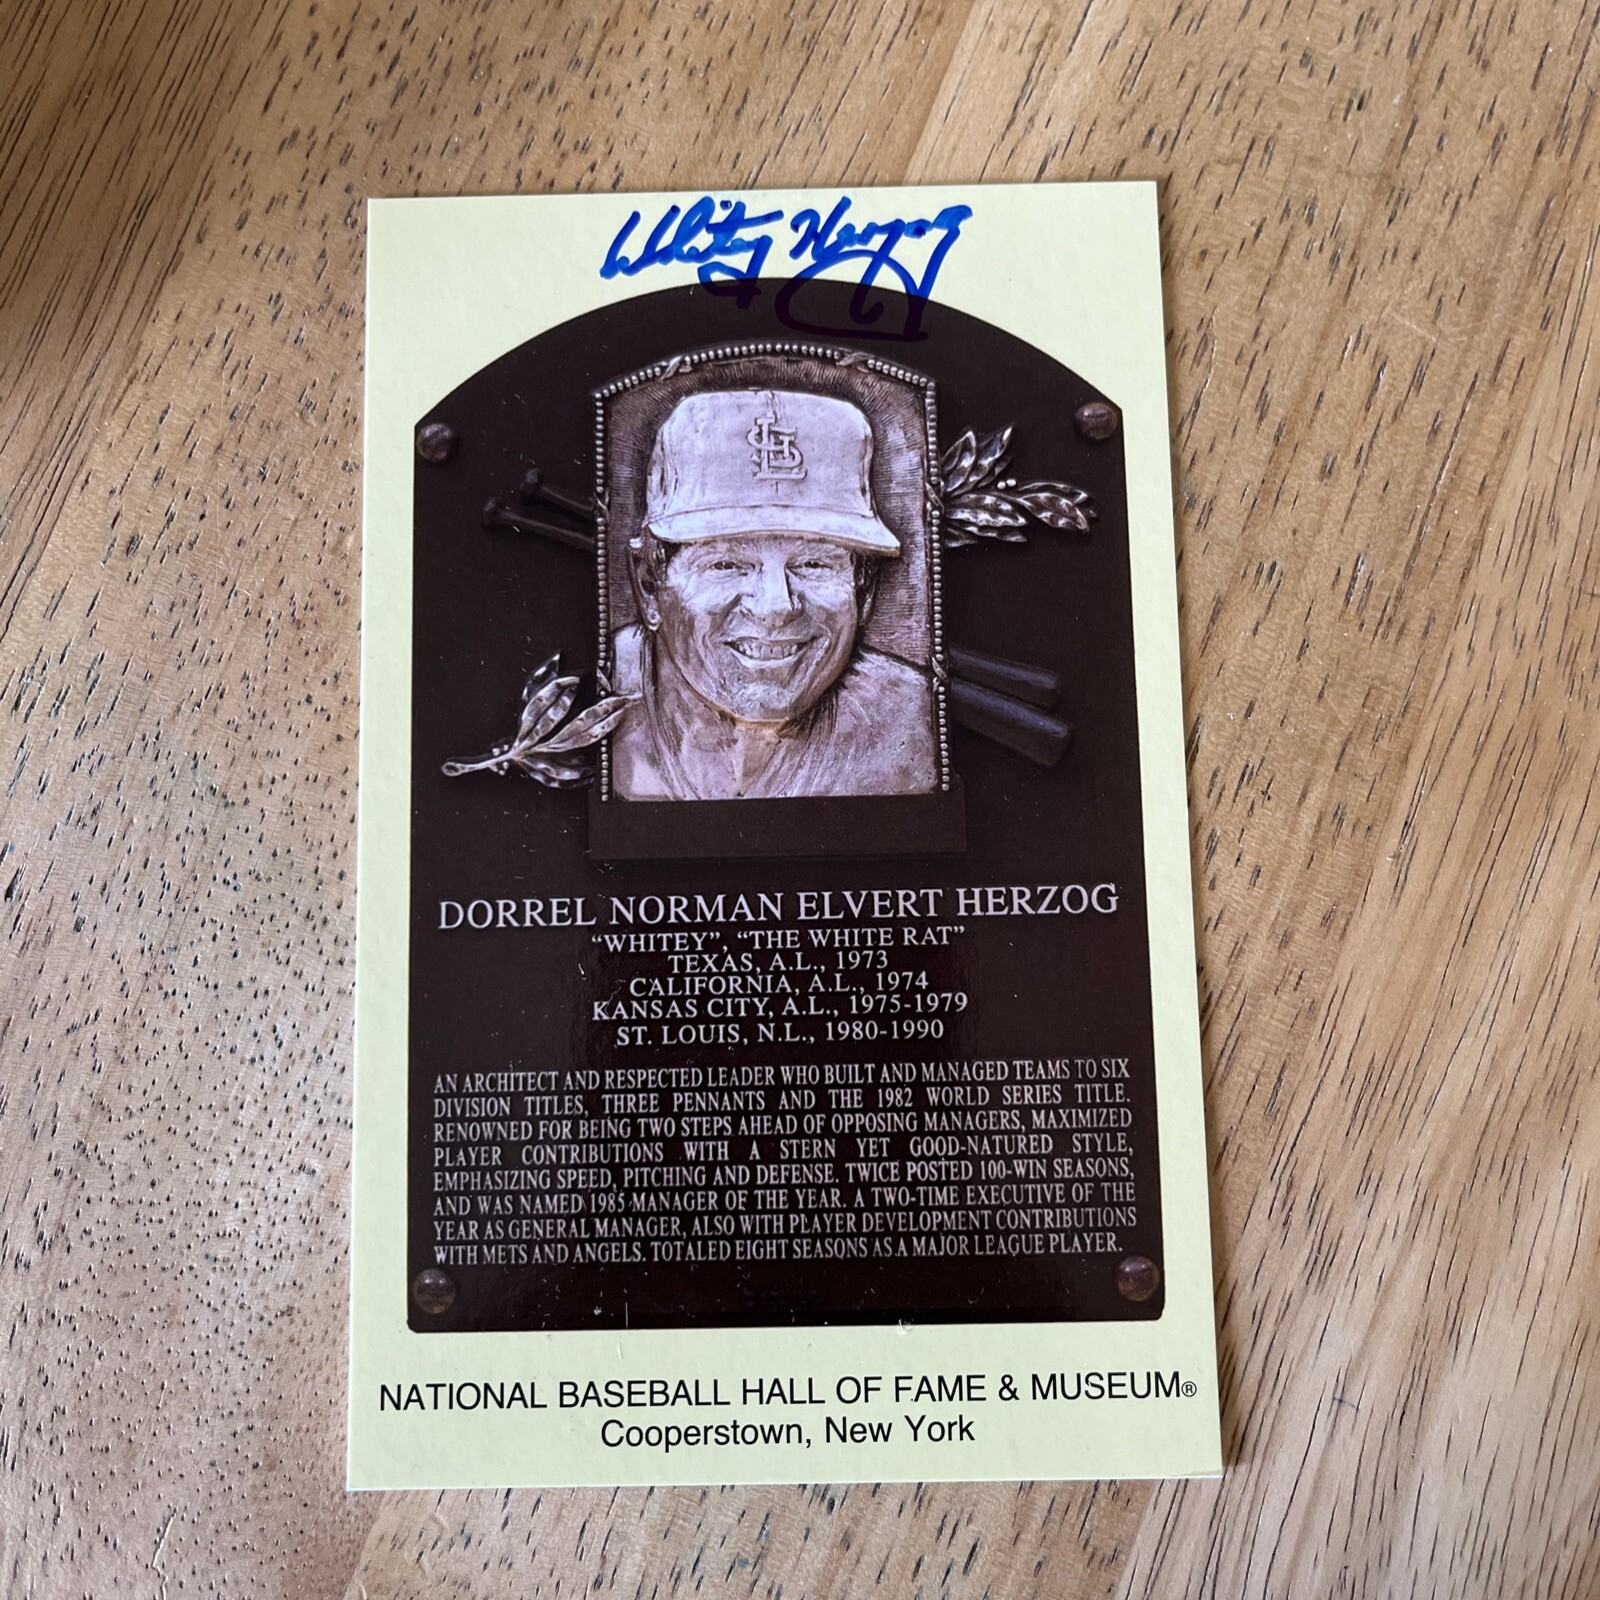 Whitey Herzog
STL
DORREL NORMAN ELVERT HERZOG
“WHITEY”, “THE WHITE RAT”
TEXAS, A.L., 1973
CALIFORNIA, A.L., 1974
KANSAS CITY, A.L., 1975-1979
ST. LOUIS, N.L., 1980-1990
AN ARCHITECT AND RESPECTED LEADER WHO BUILT AND MANAGED TEAMS TO SIX
DIVISION TITLES, THREE PENNANTS AND THE 1982 WORLD SERIES TITLE.
RENOWNED FOR BEING TWO STEPS AHEAD OF OPPOSING MANAGERS, MAXIMIZED
PLAYER CONTRIBUTIONS WITH A STERN YET GOOD-NATURED STYLE,
EMPHASIZING SPEED, PITCHING AND DEFENSE. TWICE POSTED 100-WIN SEASONS,
AND WAS NAMED 1985 MANAGER OF THE YEAR. A TWO-TIME EXECUTIVE OF THE
YEAR AS GENERAL MANAGER, ALSO WITH PLAYER DEVELOPMENT CONTRIBUTIONS
WITH METS AND ANGELS. TOTALED EIGHT SEASONS AS A MAJOR LEAGUE PLAYER.
NATIONAL BASEBALL HALL OF FAME & MUSEUM®
Cooperstown, New York